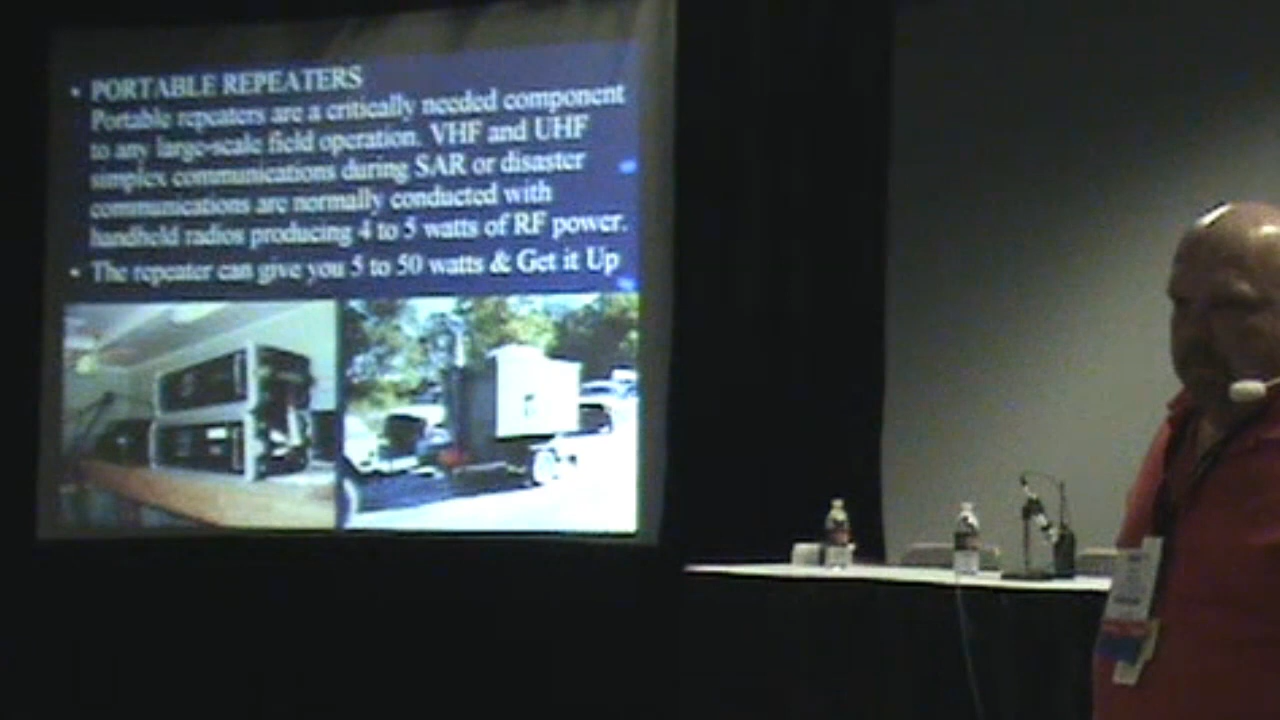 • PORTABLE REPEATERS
Portable repeaters are a critically needed component
to any large-scale field operation. VHF and UHF
simplex communications during SAR or disaster
communications are normally conducted with
handheld radios producing 4 to 5 watts of RF power.
• The repeater can give you 5 to 50 watts & Get it Up